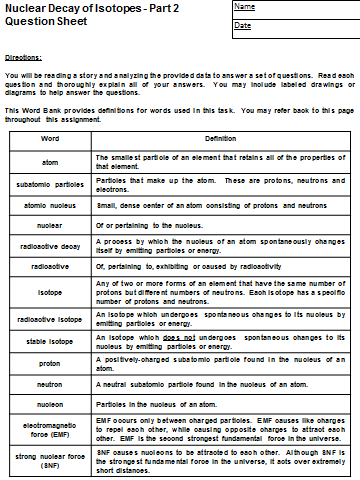 Nuclear Decay of Isotopes - Part 2
Question Sheet
Name
Date
Directions:
You will be reading a story and analyzing the provided data to answer a set of questions. Read each
question and thoroughly explain all of your answers. You may include labeled drawings or
diagrams to help answer the questions.
This Word Bank provides definitions for words used in this task. You may refer back to this page
throughout this assignment.
Word Definition
atom The smallest particle of an element that retains all of the properties of
that element.
subatomic particles Particles that make up the atom. These are protons, neutrons and
electrons.
atomic nucleus Small, dense center of an atom consisting of protons and neutrons
nuclear Of or pertaining to the nucleus.
radioactive decay A process by which the nucleus of an atom spontaneously changes
itself by emitting particles or energy.
radioactive Of, pertaining to, exhibiting or caused by radioactivity
isotope Any of two or more forms of an element that have the same number of
protons but different numbers of neutrons. Each isotope has a specific
number of protons and neutrons.
radioactive isotope An isotope which undergoes spontaneous changes to its nucleus by
emitting particles or energy.
stable isotope An isotope which does not undergoes spontaneous changes to its
nucleus by emitting particles or energy.
proton A positively-charged subatomic particle found in the nucleus of an
atom.
neutron A neutral subatomic particle found in the nucleus of an atom.
nucleon Particles in the nucleus of an atom.
electromagnetic
force (EMF) EMF occurs only between charged particles. EMF causes like charges
to repel each other, while causing opposite charges to attract each
other. EMF is the second strongest fundamental force in the universe.
strong nuclear force
(SNF) SNF causes nucleons to be attracted to each other. Although SNF is
the strongest fundamental force in the universe, it acts over extremely
short distances.